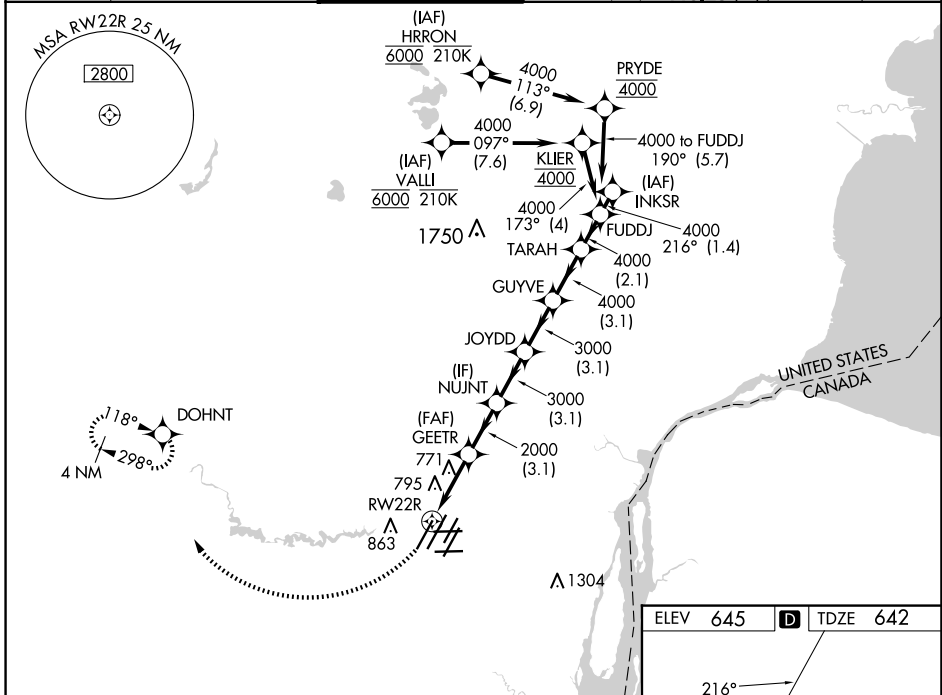 MSA RW22R 25 NM
2800
(IAF)
HRRON
6000 210K
4000
113°
(6.9)
PRYDE
4000
4000
097°
(7.6)
(IAF)
VALLI
6000 210K
KLIER
4000
4000 to FUDDJ
190° (5.7)
(IAF)
INKSR
4000
173° (4)
FUDDJ
4000
216° (1.4)
1750
TARAH
4000
(2.1)
GUYVE
4000
(3.1)
JOYDD
3000
(3.1)
(IF)
NUJNT
3000
(3.1)
(FAF)
GEETR
2000
(3.1)
771
795
RW22R
863
118°
DOHNT
298°
4 NM
UNITED STATES
CANADA
1304
ELEV 645 D TDZE 642
216°